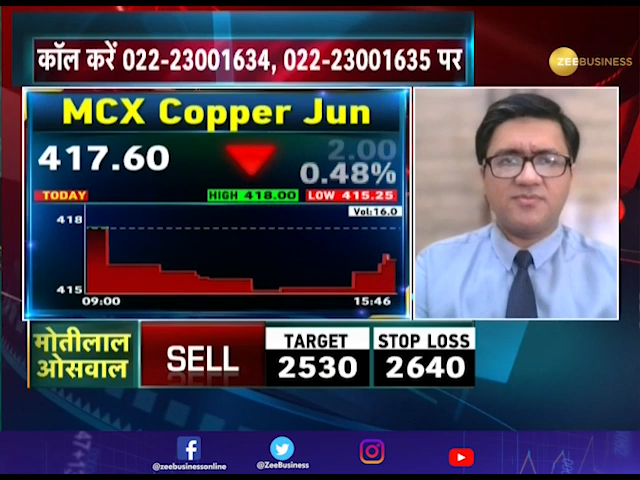 कॉल करें 022-23001634, 022-23001635 पर
ZEEBUSINESS
MCX Copper Jun
417.60
2.00
0.48%
TODAY
HIGH 418.00
LOW 415.25
Vol:16.0
418
415
09:00
15:46
मोतीलाल
ओसवाल
SELL
TARGET
2530
STOP LOSS
2640
@zeebusinessonline
@ZeeBusiness